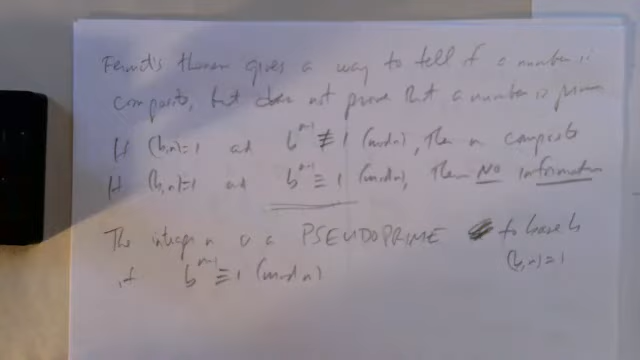 Fermat's theorem gives a way to tell if a number is
composite, but does not prove that a number is prime
If (b,n)=1 and b^{n-1} ≢ 1 (mod n), then n composite
If (b,n)=1 and b^{n-1} ≡ 1 (mod n), then NO information
The integer n is a PSEUDOPRIME to base b
if b^{n-1} ≡ 1 (mod n) (b,n)=1